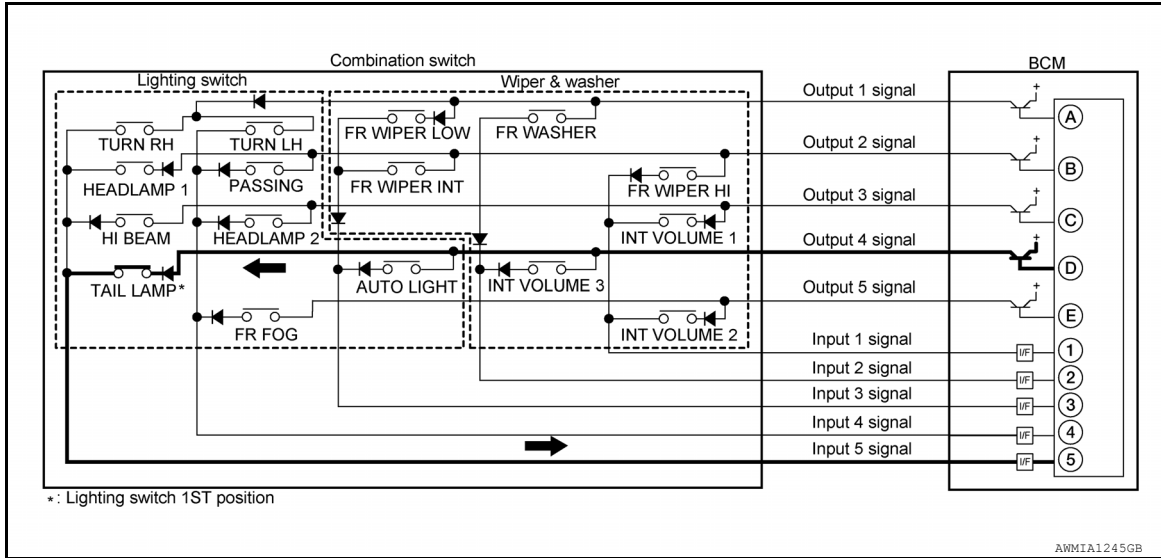 Combination switch
BCM
Lighting switch
Wiper & washer
Output 1 signal
+
A
TURN RH
TURN LH
FR WIPER LOW
FR WASHER
Output 2 signal
+
B
HEADLAMP 1
PASSING
FR WIPER INT
FR WIPER HI
Output 3 signal
+
C
HI BEAM
HEADLAMP 2
INT VOLUME 1
Output 4 signal
+
D
TAIL LAMP*
AUTO LIGHT
INT VOLUME 3
Output 5 signal
+
E
FR FOG
INT VOLUME 2
Input 1 signal
I/F
1
Input 2 signal
I/F
2
Input 3 signal
I/F
3
Input 4 signal
I/F
4
Input 5 signal
I/F
5
*: Lighting switch 1ST position
AWMIA1245GB